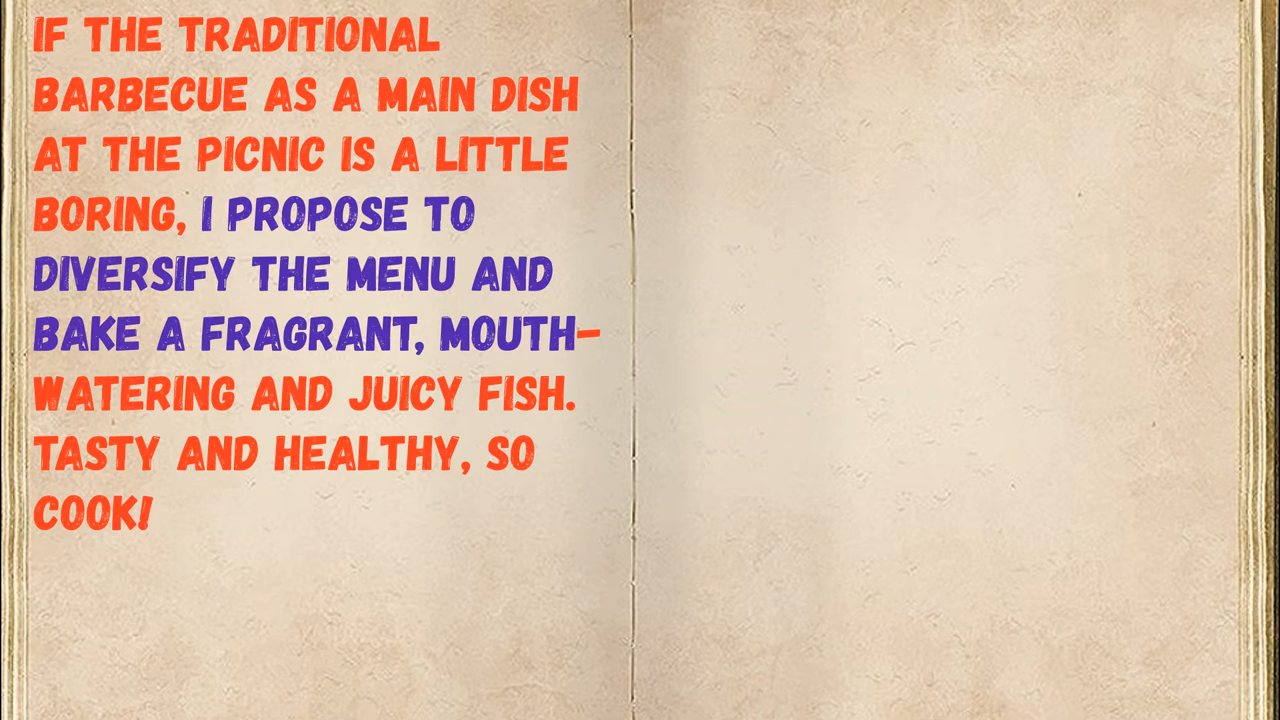 IF THE TRADITIONAL
BARBECUE AS A MAIN DISH
AT THE PICNIC IS A LITTLE
BORING, I PROPOSE TO
DIVERSIFY THE MENU AND
BAKE A FRAGRANT, MOUTH-
WATERING AND JUICY FISH.
TASTY AND HEALTHY, SO
COOK!